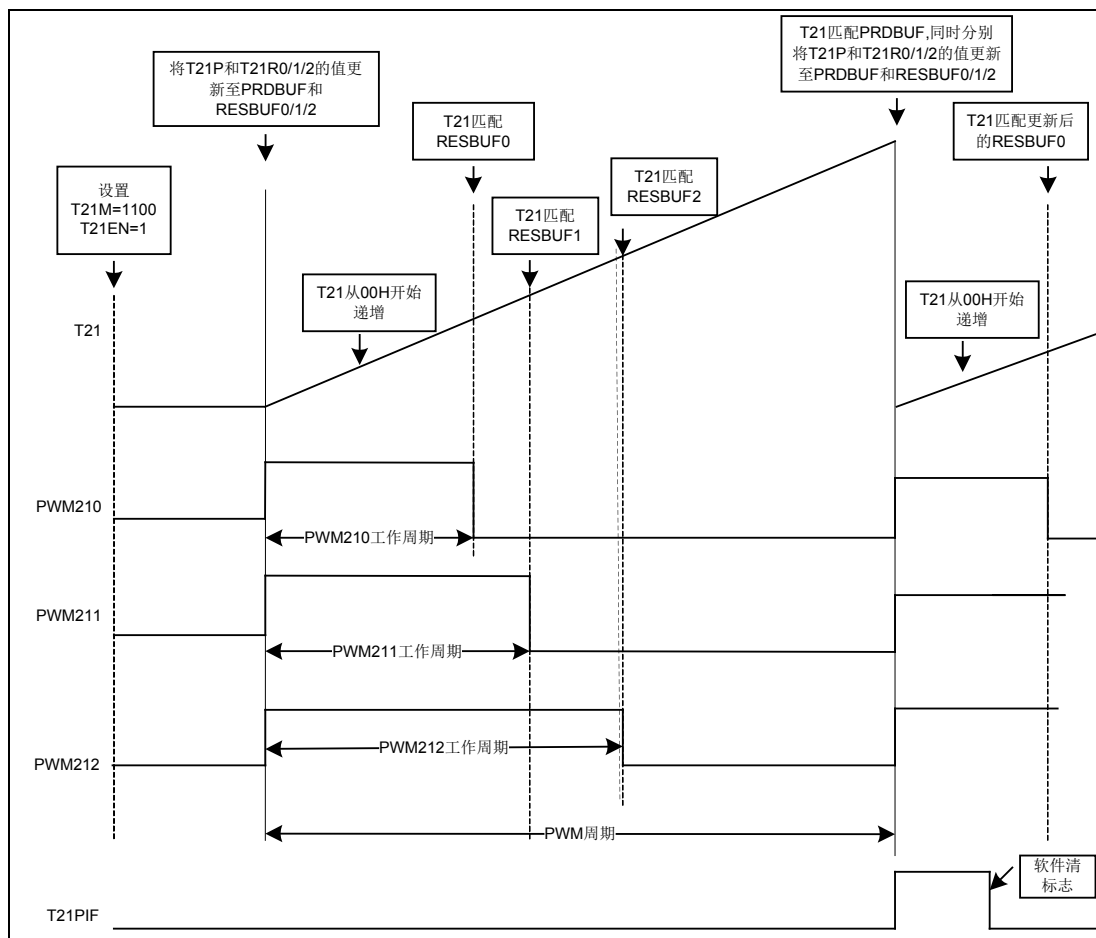 将T21P和T21R0/1/2的值更
新至PRDBUF和
RESBUF0/1/2
T21匹配PRDBUF,同时分别
将T21P和T21R0/1/2的值更新
至PRDBUF和RESBUF0/1/2
T21匹配
RESBUF0
T21匹配更新后
的RESBUF0
设置
T21M=1100
T21EN=1
T21匹配
RESBUF2
T21匹配
RESBUF1
T21从00H开始
递增
T21从00H开始
递增
T21
PWM210
PWM210工作周期
PWM211
PWM211工作周期
PWM212工作周期
PWM212
PWM周期
软件清
标志
T21PIF